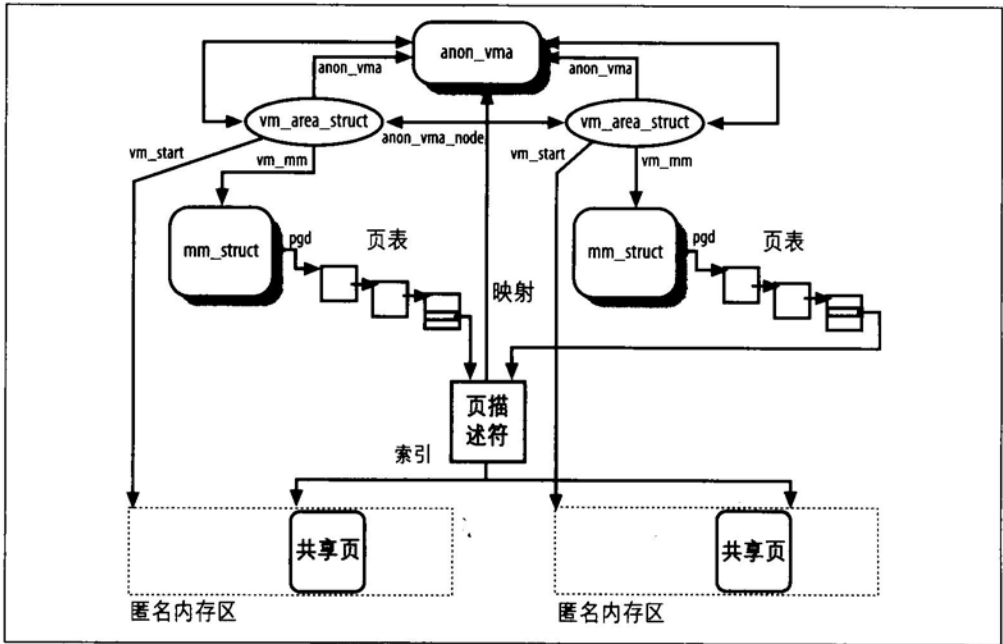 anon_vma
anon_vma
anon_vma
vm_area_struct
vm_area_struct
anon_vma_node
vm_start
vm_mm
vm_start
vm_mm
mm_struct
pgd
页表
mm_struct
pgd
页表
映射
页描
述符
索引
共享页
共享页
匿名内存区
匿名内存区